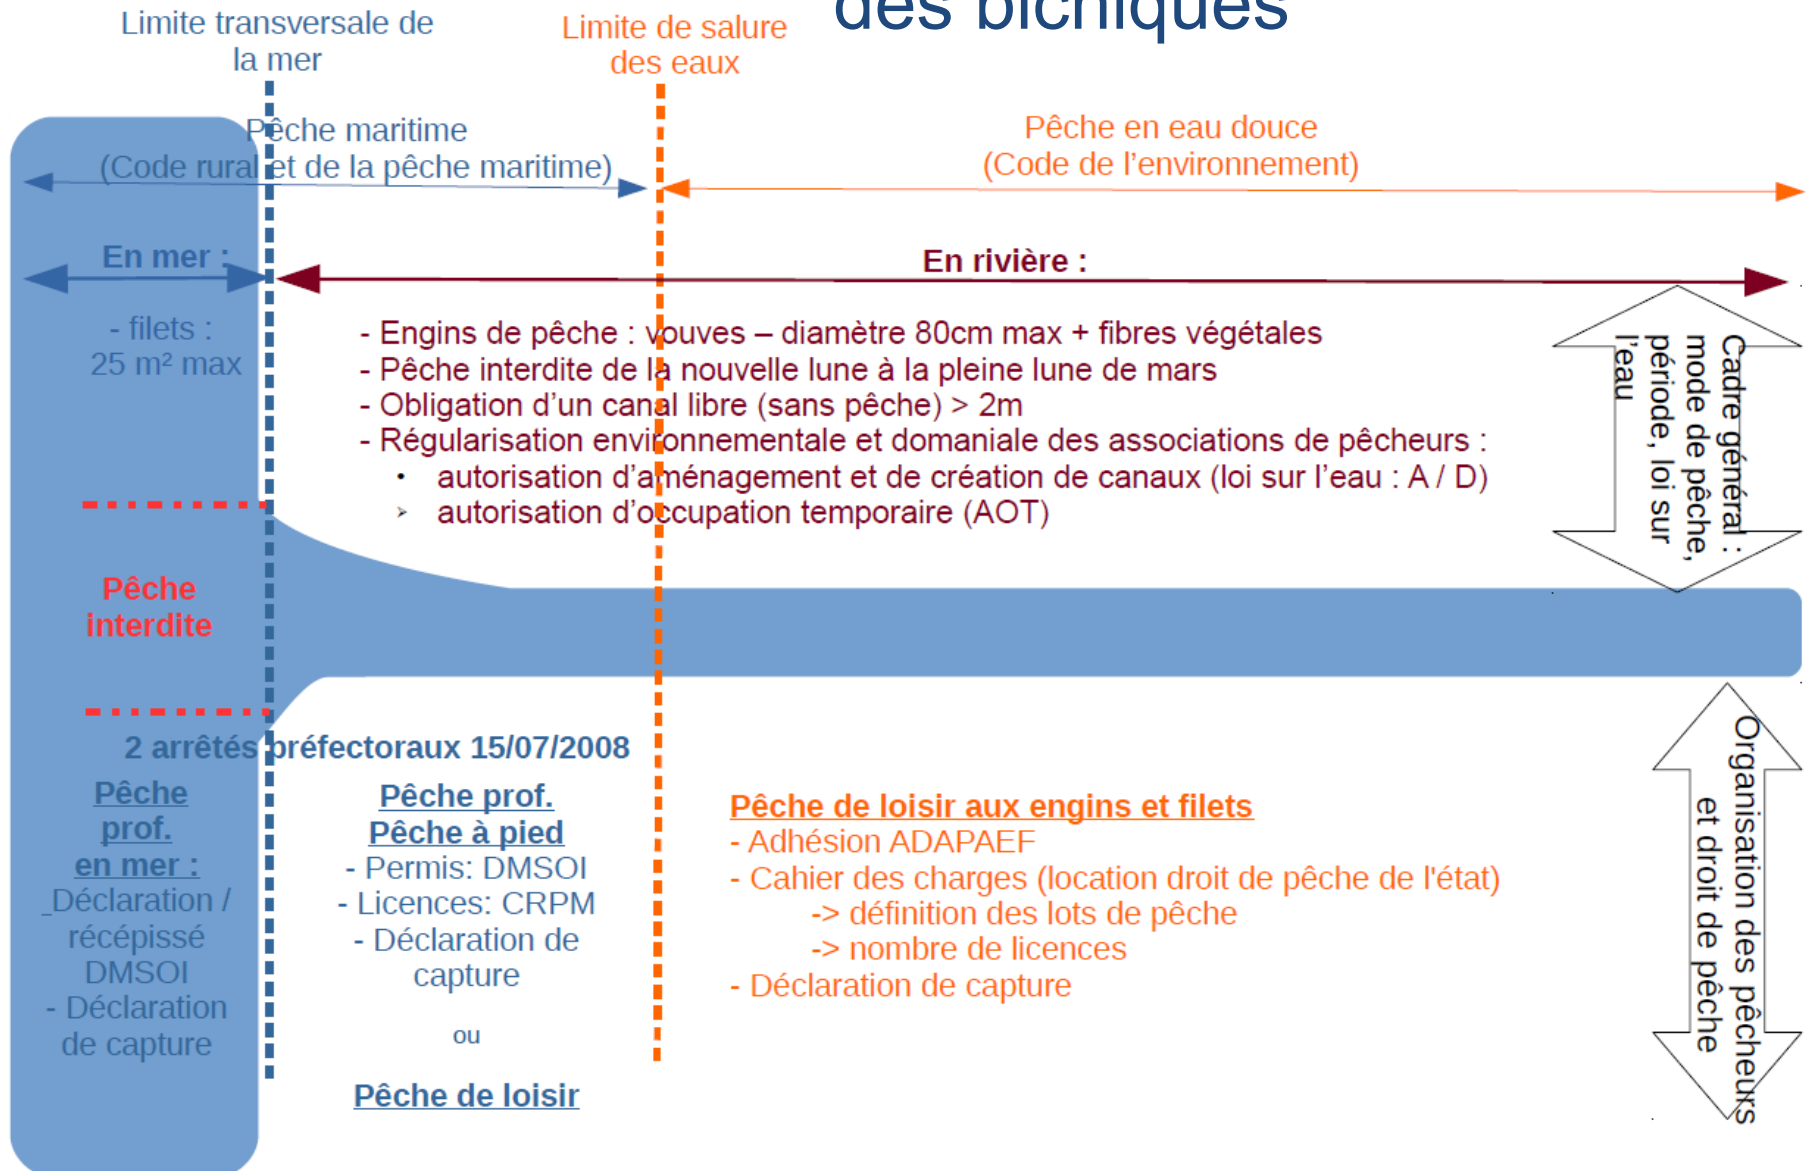 des bichiques
Limite transversale de
la mer
Limite de salure
des eaux
Pêche maritime
(Code rural et de la pêche maritime)
Pêche en eau douce
(Code de l'environnement)
En mer :
En rivière :
- filets :
25 m² max
- Engins de pêche : vouves – diamètre 80cm max + fibres végétales
- Pêche interdite de la nouvelle lune à la pleine lune de mars
- Obligation d'un canal libre (sans pêche) > 2m
- Régularisation environnementale et domaniale des associations de pêcheurs :
• autorisation d'aménagement et de création de canaux (loi sur l'eau : A / D)
➢ autorisation d'occupation temporaire (AOT)
Cadre général :
mode de pêche,
période, loi sur
l'eau
Pêche
interdite
2 arrêtés préfectoraux 15/07/2008
Pêche
prof.
en mer :
_Déclaration /
récépissé
DMSOI
- Déclaration
de capture
Pêche prof.
Pêche à pied
- Permis: DMSOI
- Licences: CRPM
- Déclaration de
capture
ou
Pêche de loisir
Pêche de loisir aux engins et filets
- Adhésion ADAPAEF
- Cahier des charges (location droit de pêche de l'état)
-> définition des lots de pêche
-> nombre de licences
- Déclaration de capture
Organisation des pêcheurs
et droit de pêche